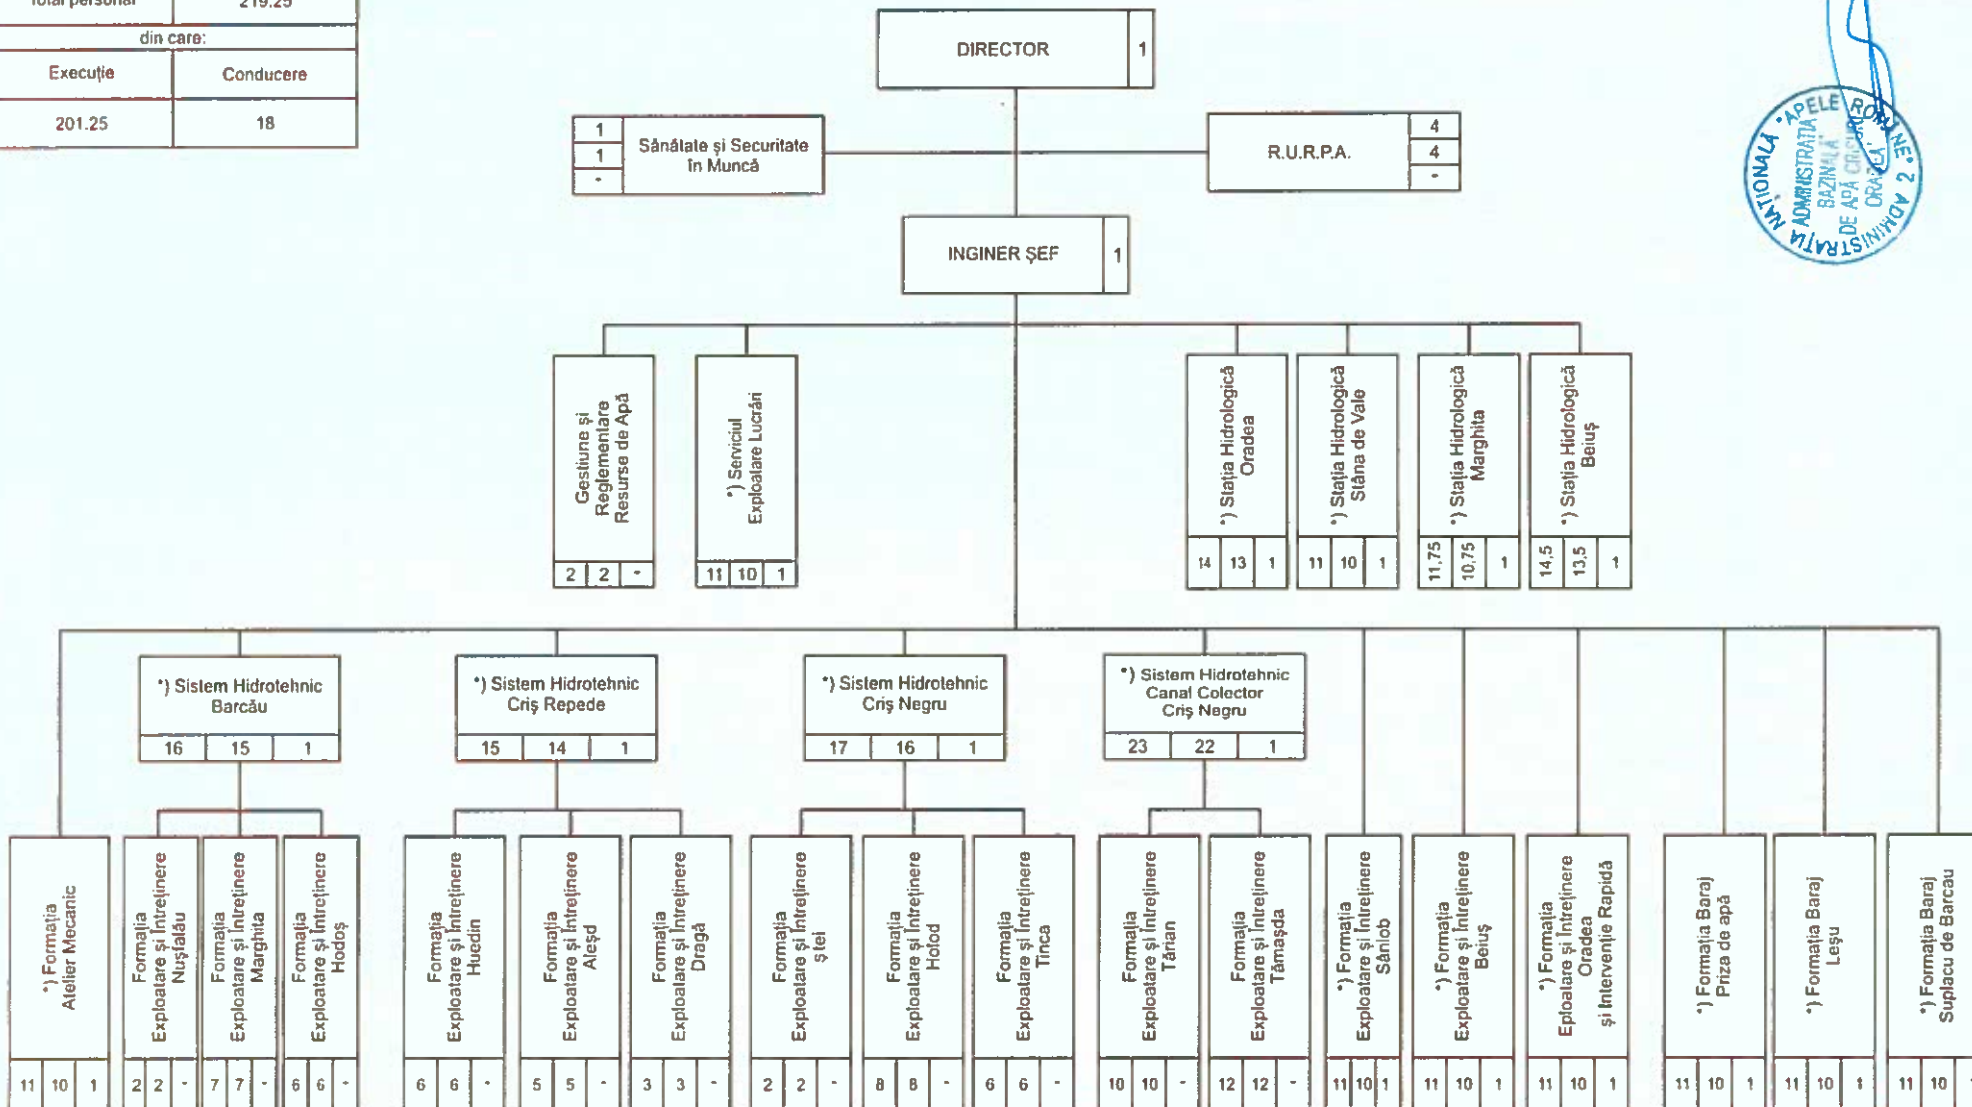 Total personal 219.25
din care:
Execuție Conducere
201.25 18
DIRECTOR 1
1
1
-
Sănătate și Securitate
în Muncă
R.U.R.P.A.
4
4
-
INGINER ȘEF 1
Gestiune și
Reglementare
Resurse de Apă
2 2 -
*) Serviciul
Exploatare Lucrări
11 10 1
*) Stația Hidrologică
Oradea
14 13 1
*) Stația Hidrologică
Stâna de Vale
11 10 1
*) Stația Hidrologică
Marghita
11,75 10,75 1
*) Stația Hidrologică
Beiuș
14,5 13,5 1
*) Sistem Hidrotehnic
Barcău
16 15 1
*) Sistem Hidrotehnic
Criș Repede
15 14 1
*) Sistem Hidrotehnic
Criș Negru
17 16 1
*) Sistem Hidrotehnic
Canal Colector
Criș Negru
23 22 1
*) Formația
Atelier Mecanic
11 10 1
Formația
Exploatare și Întreținere
Nușfalău
2 2 -
Formația
Exploatare și Întreținere
Marghita
7 7 -
Formația
Exploatare și Întreținere
Hodoș
6 6 -
Formația
Exploatare și Întreținere
Huedin
6 6 -
Formația
Exploatare și Întreținere
Aleșd
5 5 -
Formația
Exploatare și Întreținere
Dragă
3 3 -
Formația
Exploatare și Întreținere
ștei
2 2 -
Formația
Exploatare și Întreținere
Holod
8 8 -
Formația
Exploatare și Întreținere
Tinca
6 6 -
Formația
Exploatare și Întreținere
Tărian
10 10 -
Formația
Exploatare și Întreținere
Tămașda
12 12 -
*) Formația
Exploatare și Întreținere
Sâniob
11 10 1
*) Formația
Exploatare și Întreținere
Beiuș
11 10 1
*) Formația
Eploatare și Întreținere
Oradea
și Intervenție Rapidă
11 10 1
*) Formația Baraj
Priza de apă
11 10 1
*) Formația Baraj
Leșu
11 10 1
*) Formația Baraj
Suplacu de Barcau
11 10
ADMINISTRAȚIA NAȚIONALĂ "APELE ROMÂNE" 2
ADMINISTRAȚIA
BAZINALĂ
DE APĂ CRIȘURI
ORADEA